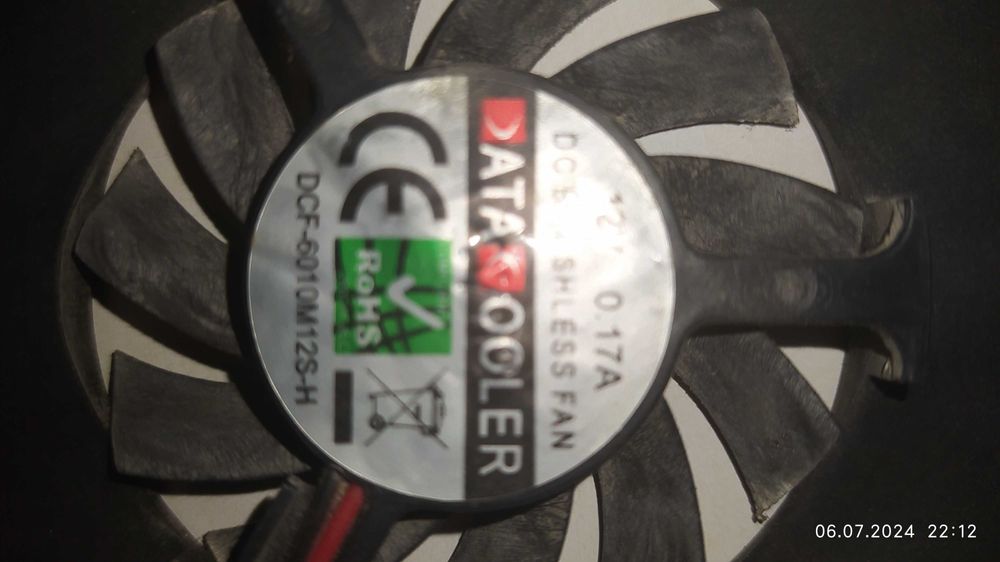 12V 0.17A
DC BRUSHLESS FAN
DATA COOLER
CE
RoHS
DCF-6010M12S-H
06.07.2024 22:12